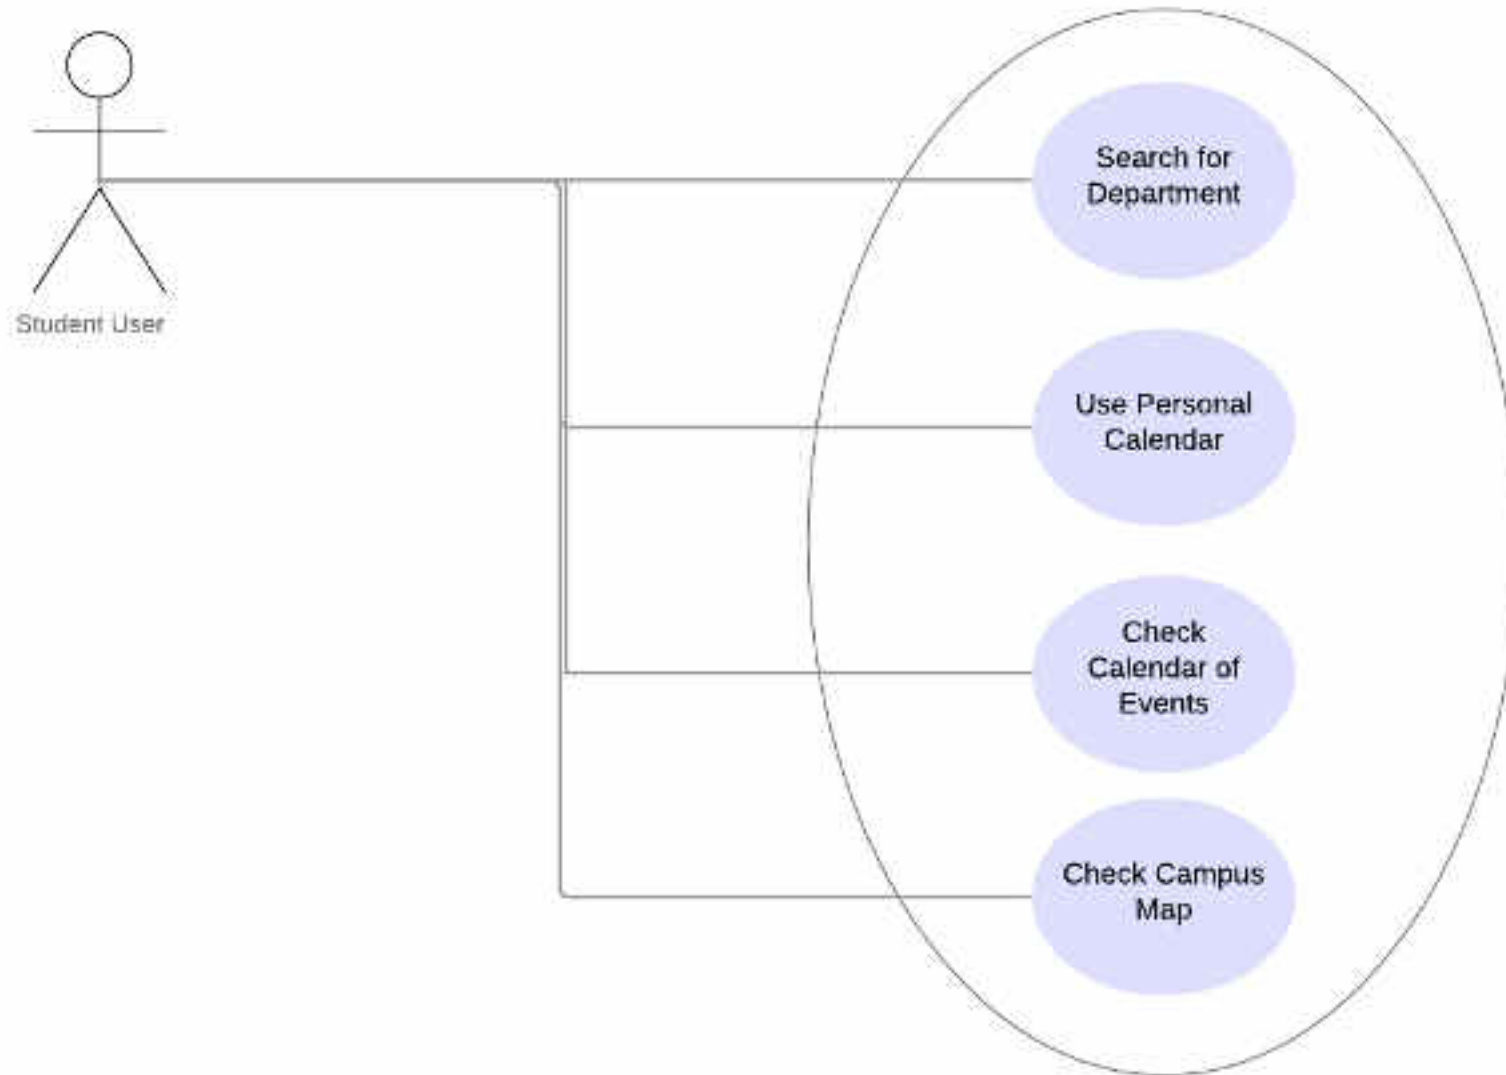 Search for
Department
Student User
Use Personal
Calendar
Check
Calendar of
Events
Check Campus
Map